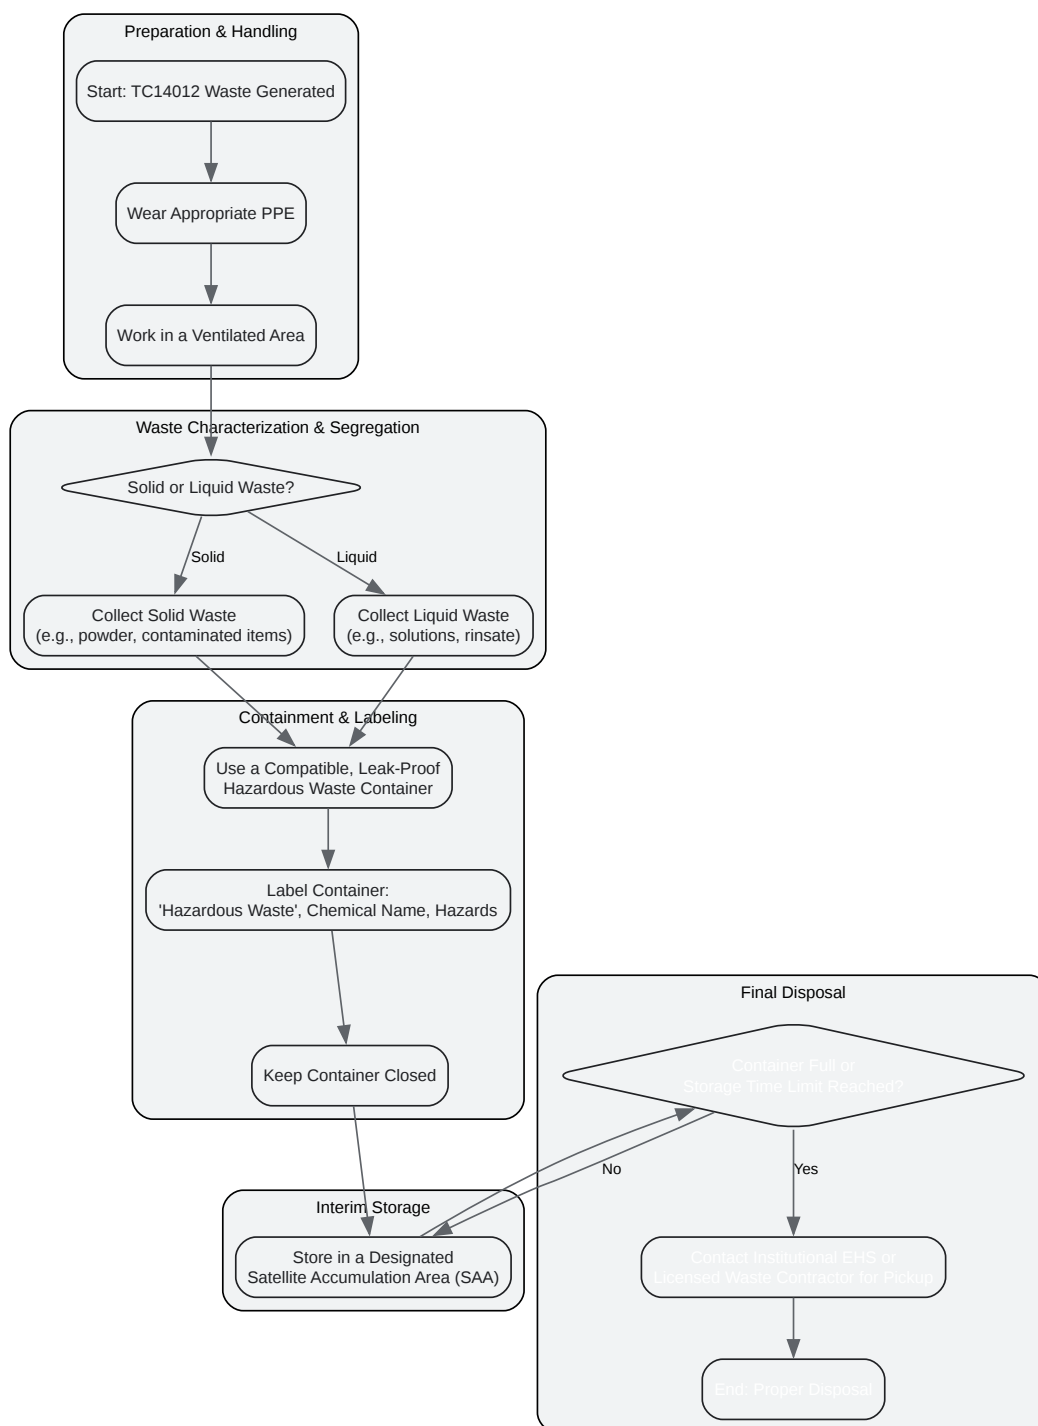 Preparation & Handling
Start: TC14012 Waste Generated
Wear Appropriate PPE
Work in a Ventilated Area
Waste Characterization & Segregation
Solid or Liquid Waste?
Solid
Liquid
Collect Solid Waste
(e.g., powder, contaminated items)
Collect Liquid Waste
(e.g., solutions, rinsate)
Containment & Labeling
Use a Compatible, Leak-Proof
Hazardous Waste Container
Label Container:
'Hazardous Waste', Chemical Name, Hazards
Keep Container Closed
Interim Storage
Store in a Designated
Satellite Accumulation Area (SAA)
Final Disposal
Container Full or
Storage Time Limit Reached?
No
Yes
Contact Institutional EHS or
Licensed Waste Contractor for Pickup
End: Proper Disposal